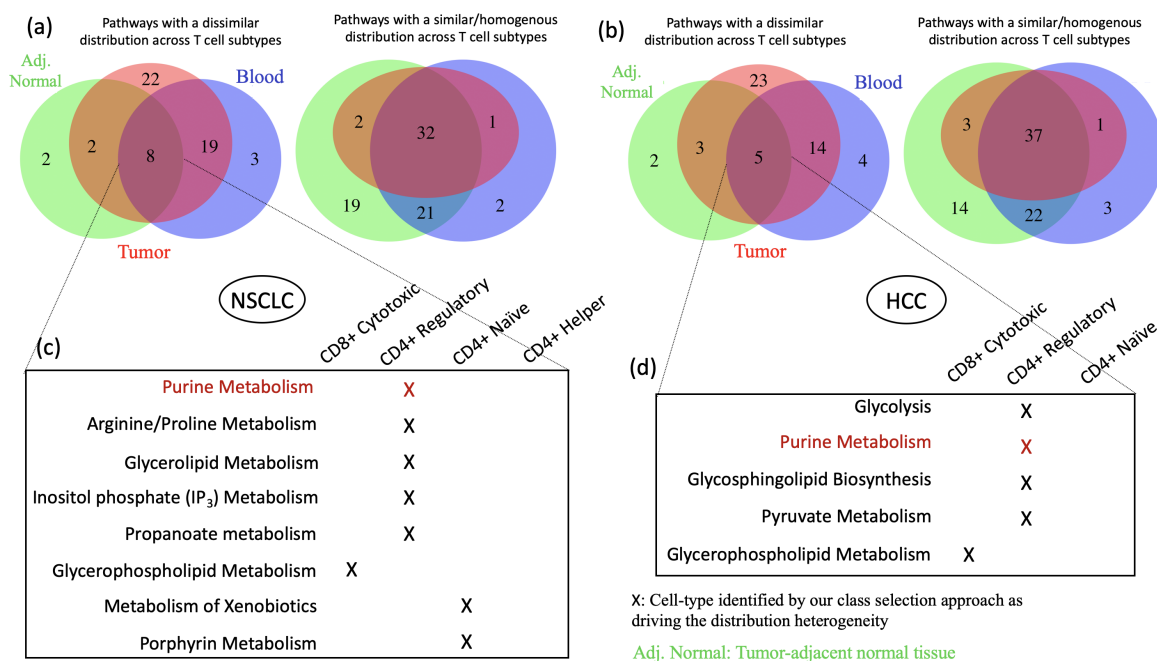 (a)
Pathways with a dissimilar
distribution across T cell subtypes
Pathways with a similar/homogenous
distribution across T cell subtypes
Adj.
Normal
22
Blood
2
2
8
19
3
Tumor
2
32
1
19
21
2
(b)
Pathways with a dissimilar
distribution across T cell subtypes
Pathways with a similar/homogenous
distribution across T cell subtypes
Adj.
Normal
23
Blood
2
3
5
14
4
Tumor
3
37
1
14
22
3
NSCLC
HCC
(c)
CD8+ Cytotoxic
CD4+ Regulatory
CD4+ Naïve
CD4+ Helper
Purine Metabolism X
Arginine/Proline Metabolism X
Glycerolipid Metabolism X
Inositol phosphate (IP₃) Metabolism X
Propanoate metabolism X
Glycerophospholipid Metabolism X
Metabolism of Xenobiotics X
Porphyrin Metabolism X
(d)
CD8+ Cytotoxic
CD4+ Regulatory
CD4+ Naïve
Glycolysis X
Purine Metabolism X
Glycosphingolipid Biosynthesis X
Pyruvate Metabolism X
Glycerophospholipid Metabolism X
X: Cell-type identified by our class selection approach as
driving the distribution heterogeneity
Adj. Normal: Tumor-adjacent normal tissue